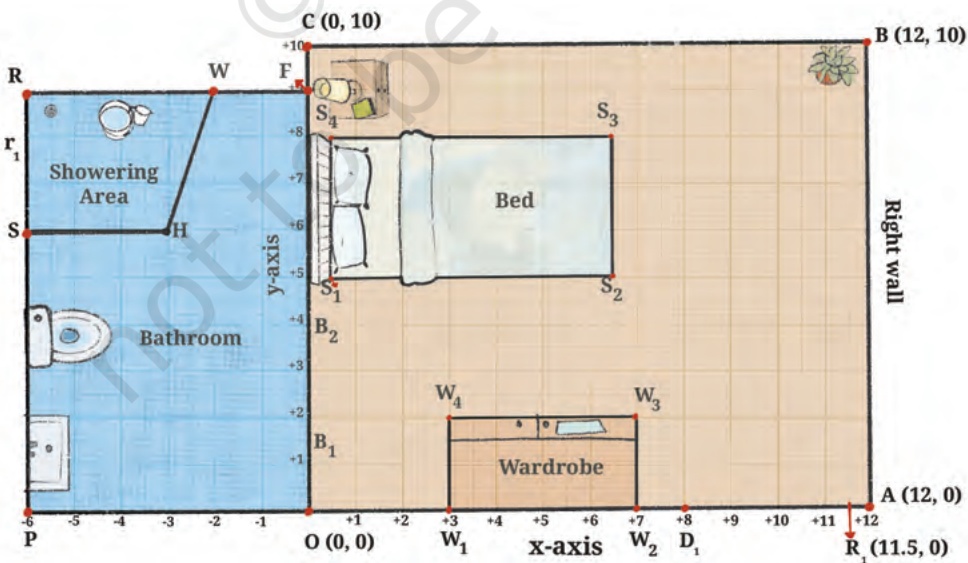 C (0, 10)
B (12, 10)
+10
R
W
F
S₄
+8
S₃
r₁
Showering
Area
+7
Bed
S
H
+6
y-axis
Right wall
+5
S₁
S₂
Bathroom
+4
B₂
+3
W₄
W₃
+2
B₁
+1
Wardrobe
A (12, 0)
-6 -5 -4 -3 -2 -1 +1 +2 +3 +4 +5 +6 +7 +8 +9 +10 +11 +12
P
O (0, 0)
W₁
x-axis
W₂
D₁
R₁ (11.5, 0)
© not to be